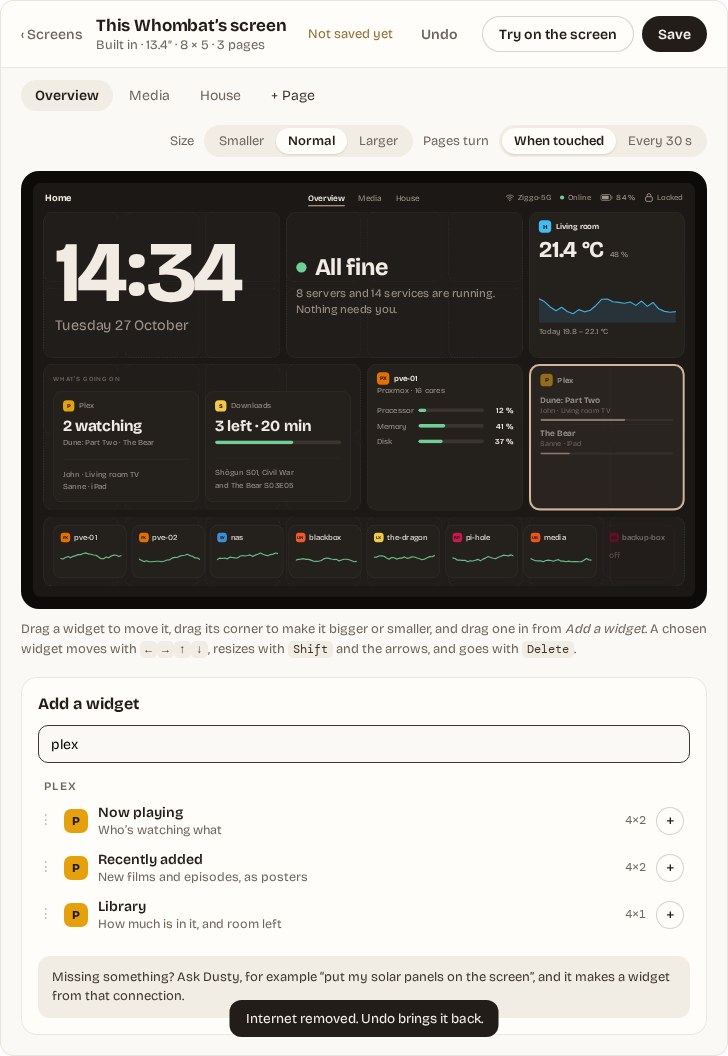 ‹ Screens
This Whombat’s screen
Built in · 13.4″ · 8 × 5 · 3 pages
Not saved yet
Undo
Try on the screen
Save
Overview
Media
House
+ Page
Size
Smaller
Normal
Larger
Pages turn
When touched
Every 30 s
Home
Overview
Media
House
Ziggo-5G
Online
84 %
Locked
14:34
Tuesday 27 October
All fine
8 servers and 14 services are running.
Nothing needs you.
H Living room
21.4 °C 48 %
Today 19.8 – 22.1 °C
WHAT’S GOING ON
P Plex
2 watching
Dune: Part Two · The Bear
John · Living room TV
Sanne · iPad
S Downloads
3 left · 20 min
Shōgun S01, Civil War
and The Bear S03E05
pve-01
Proxmox · 16 cores
Processor 12 %
Memory 41 %
Disk 37 %
P Plex
Dune: Part Two
John · Living room TV
The Bear
Sanne · iPad
pve-01
pve-02
nas
blackbox
the-dragon
pi-hole
media
backup-box
off
Drag a widget to move it, drag its corner to make it bigger or smaller, and drag one in from Add a widget. A chosen
widget moves with ← → ↑ ↓, resizes with Shift and the arrows, and goes with Delete.
Add a widget
plex
PLEX
P
Now playing
Who’s watching what
4×2
+
P
Recently added
New films and episodes, as posters
4×2
+
P
Library
How much is in it, and room left
4×1
+
Missing something? Ask Dusty, for example “put my solar panels on the screen”, and it makes a widget
from that connection.
Internet removed. Undo brings it back.